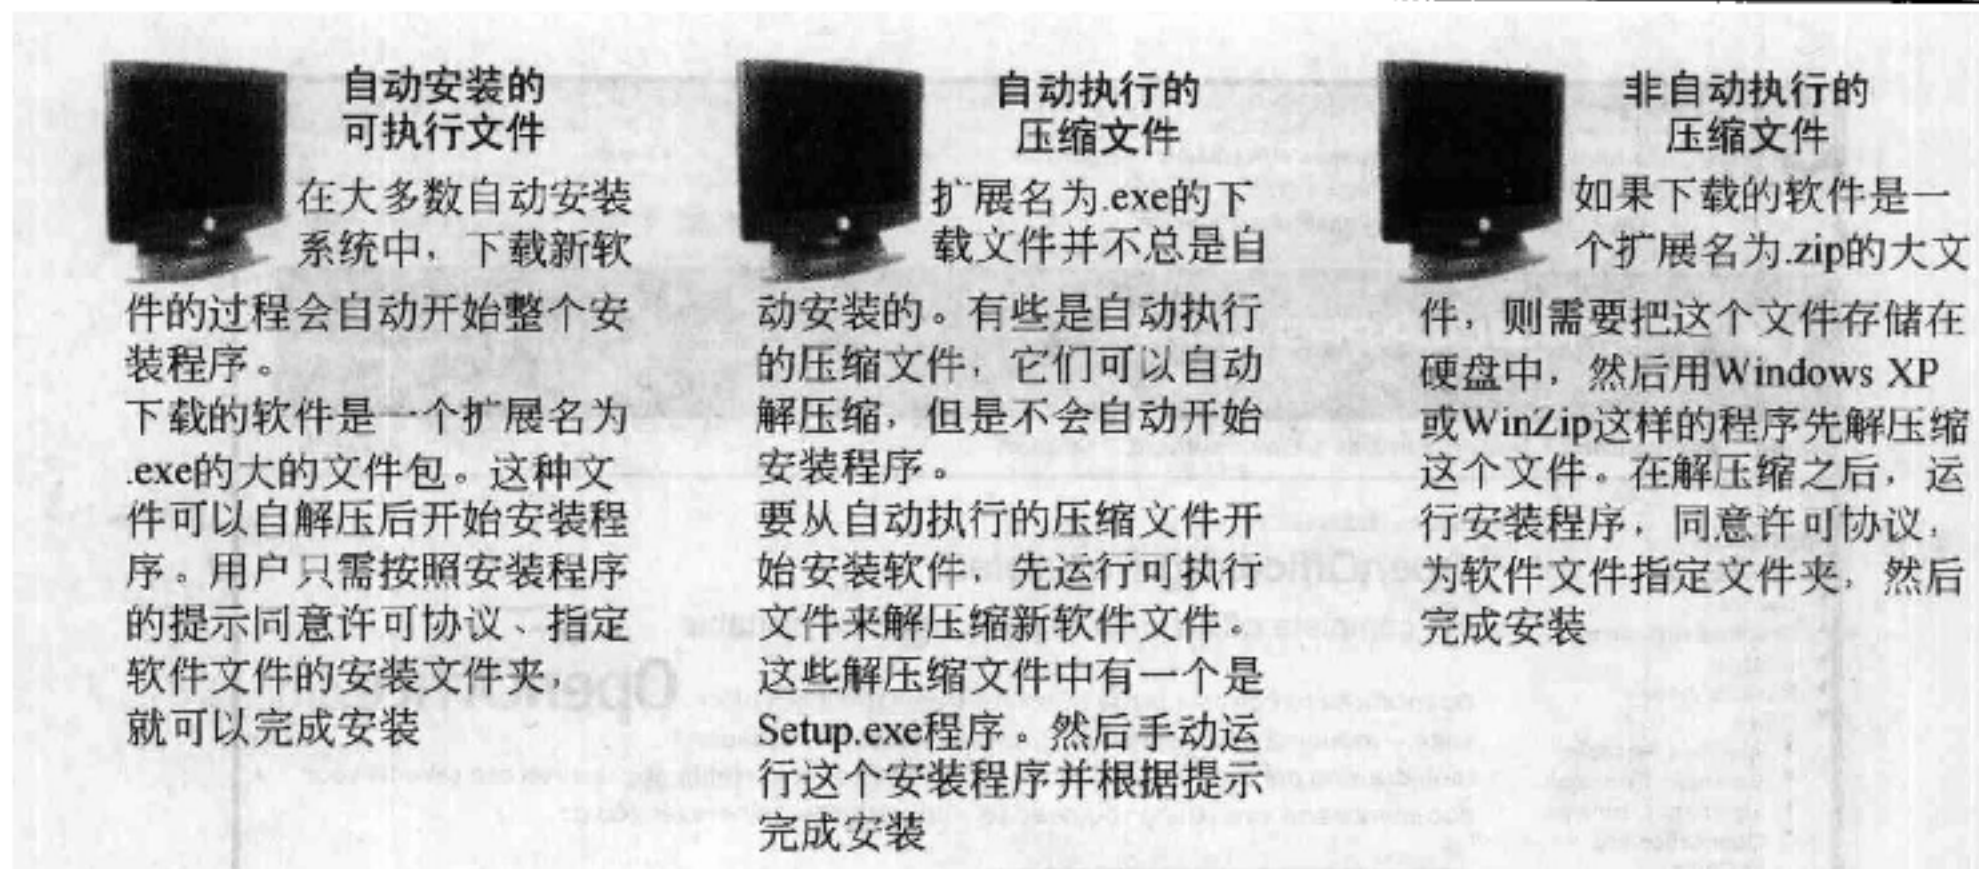 自动安装的
可执行文件
在大多数自动安装
系统中，下载新软
件的过程会自动开始整个安
装程序。
下载的软件是一个扩展名为
.exe的大的文件包。这种文
件可以自解压后开始安装程
序。用户只需按照安装程序
的提示同意许可协议、指定
软件文件的安装文件夹，
就可以完成安装
自动执行的
压缩文件
扩展名为.exe的下
载文件并不总是自
动安装的。有些是自动执行
的压缩文件，它们可以自动
解压缩，但是不会自动开始
安装程序。
要从自动执行的压缩文件开
始安装软件，先运行可执行
文件来解压缩新软件文件。
这些解压缩文件中有一个是
Setup.exe程序。然后手动运
行这个安装程序并根据提示
完成安装
非自动执行的
压缩文件
如果下载的软件是一
个扩展名为.zip的大文
件，则需要把这个文件存储在
硬盘中，然后用Windows XP
或WinZip这样的程序先解压缩
这个文件。在解压缩之后，运
行安装程序，同意许可协议，
为软件文件指定文件夹，然后
完成安装